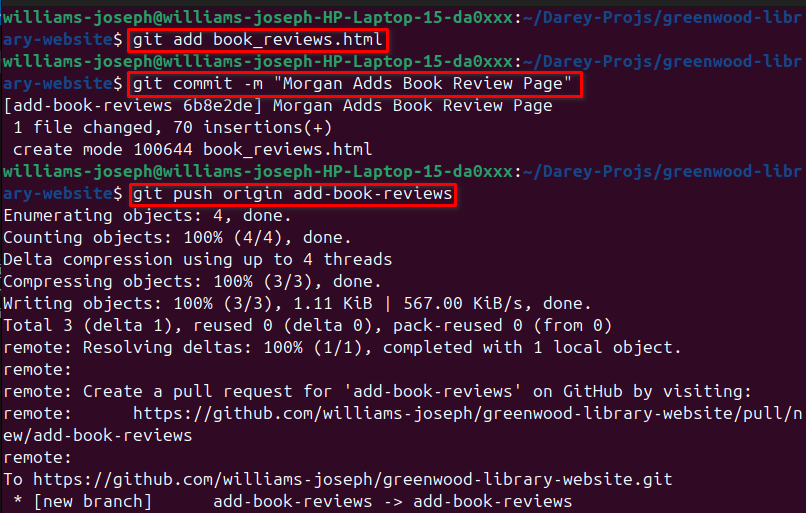 williams-joseph@williams-joseph-HP-Laptop-15-da0xxx:~/Darey-Projs/greenwood-libr
ary-website$ git add book_reviews.html
williams-joseph@williams-joseph-HP-Laptop-15-da0xxx:~/Darey-Projs/greenwood-libr
ary-website$ git commit -m "Morgan Adds Book Review Page"
[add-book-reviews 6b8e2de] Morgan Adds Book Review Page
 1 file changed, 70 insertions(+)
 create mode 100644 book_reviews.html
williams-joseph@williams-joseph-HP-Laptop-15-da0xxx:~/Darey-Projs/greenwood-libr
ary-website$ git push origin add-book-reviews
Enumerating objects: 4, done.
Counting objects: 100% (4/4), done.
Delta compression using up to 4 threads
Compressing objects: 100% (3/3), done.
Writing objects: 100% (3/3), 1.11 KiB | 567.00 KiB/s, done.
Total 3 (delta 1), reused 0 (delta 0), pack-reused 0 (from 0)
remote: Resolving deltas: 100% (1/1), completed with 1 local object.
remote:
remote: Create a pull request for 'add-book-reviews' on GitHub by visiting:
remote:      https://github.com/williams-joseph/greenwood-library-website/pull/n
ew/add-book-reviews
remote:
To https://github.com/williams-joseph/greenwood-library-website.git
 * [new branch]      add-book-reviews -> add-book-reviews